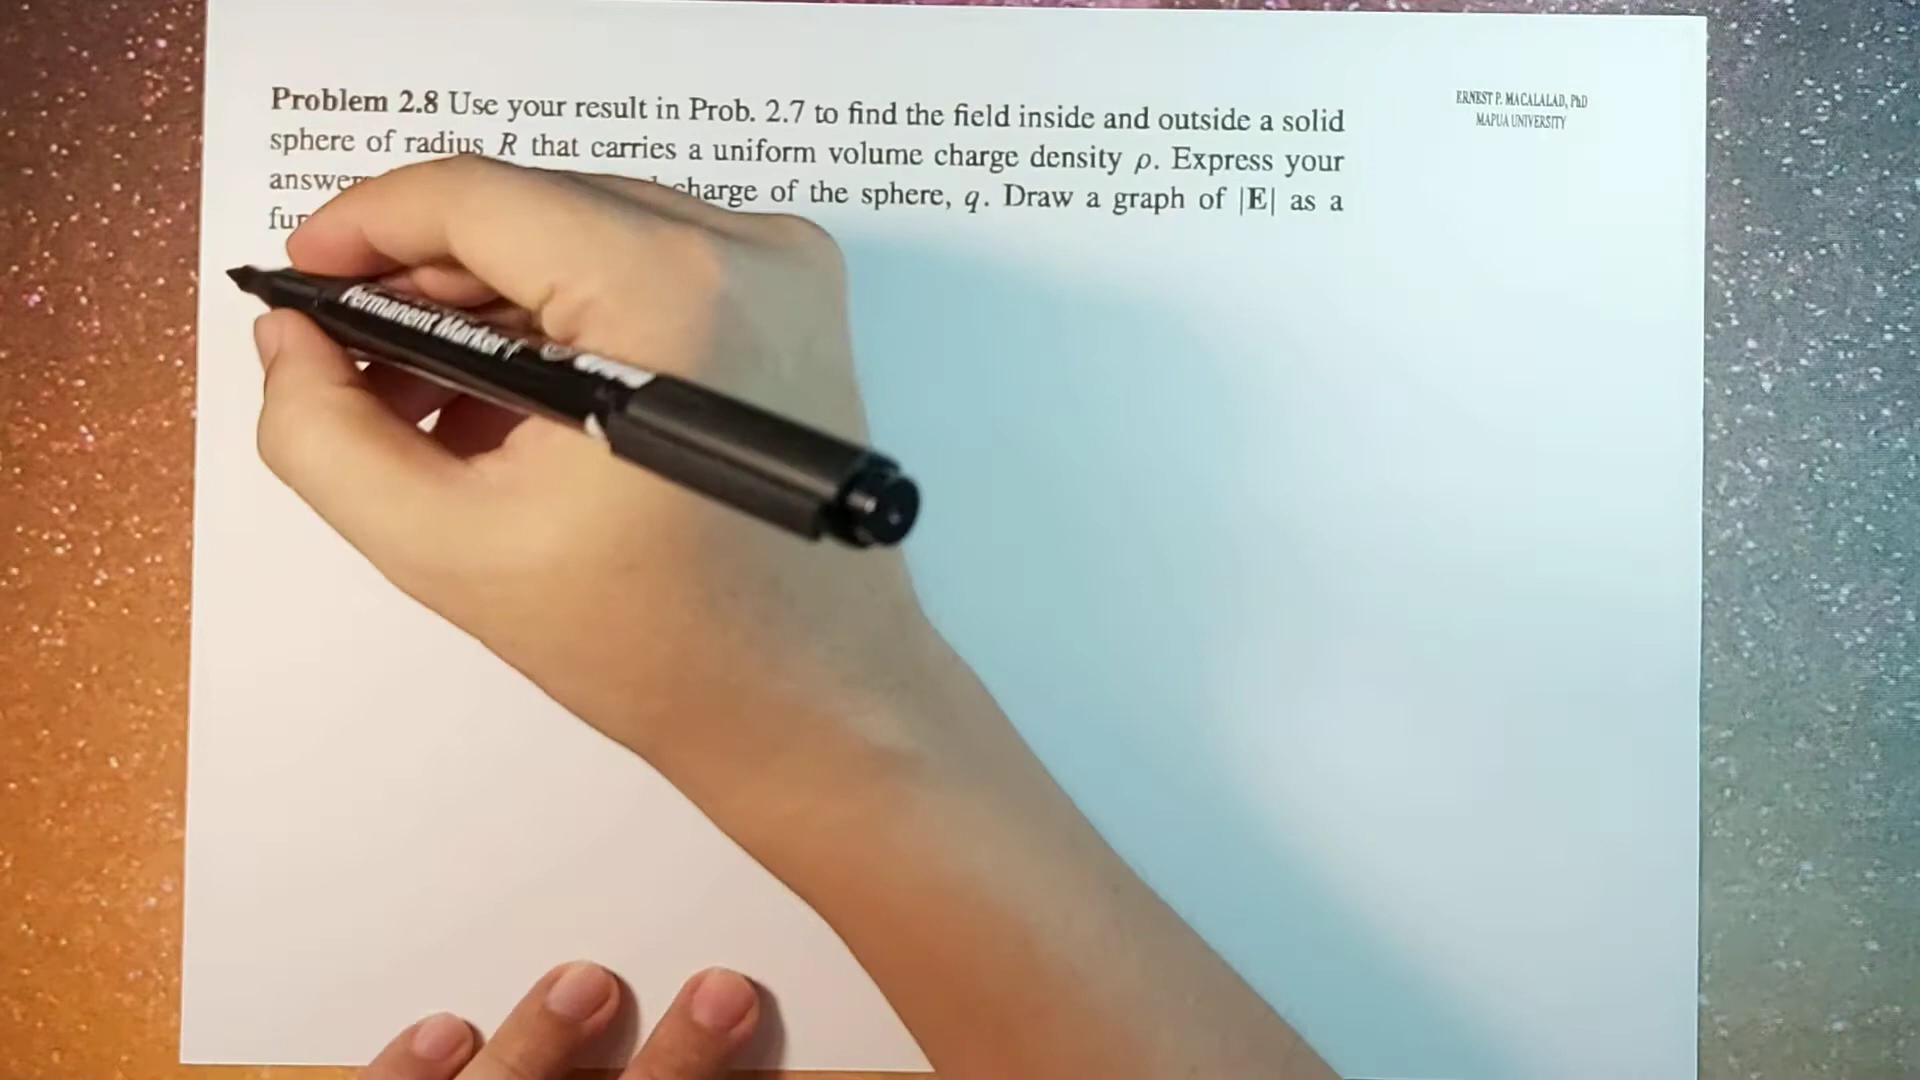 Problem 2.8 Use your result in Prob. 2.7 to find the field inside and outside a solid
sphere of radius R that carries a uniform volume charge density ρ. Express your
charge of the sphere, q. Draw a graph of |E| as a
ERNEST P. MACALALAD, PhD
MAPUA UNIVERSITY
Permanent Marker